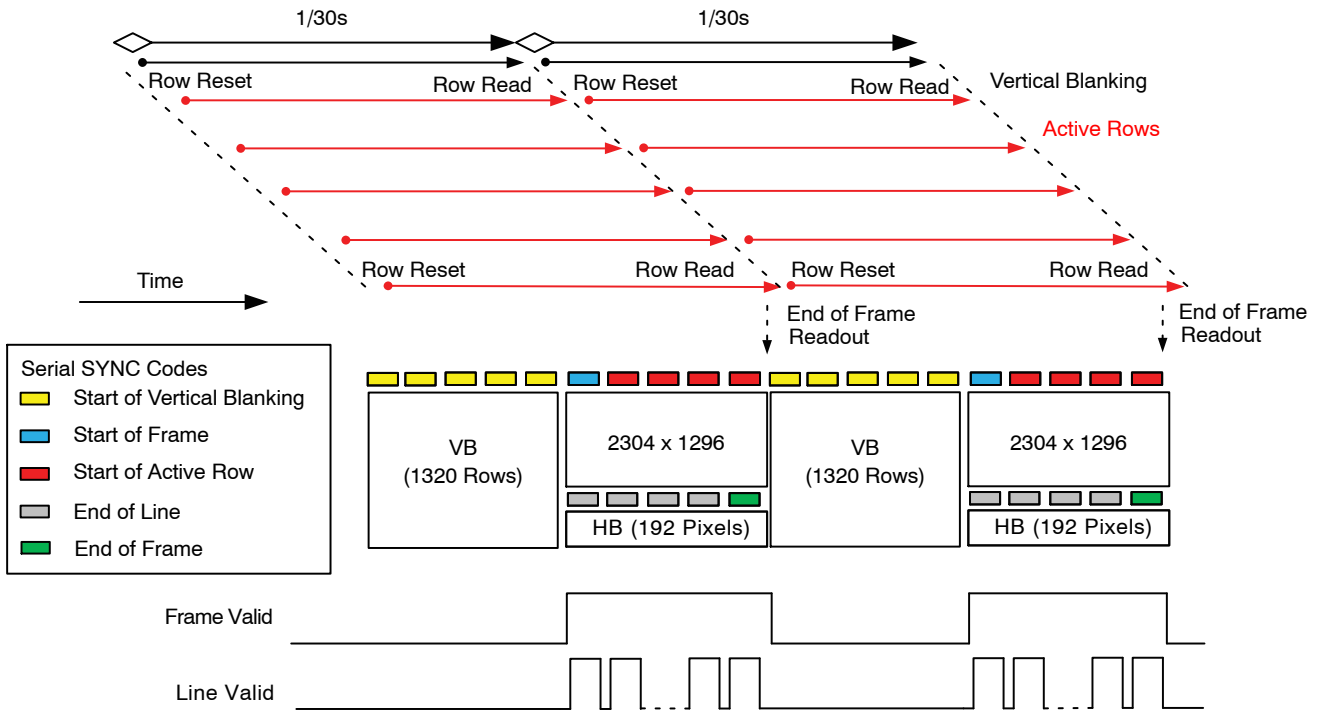 1/30s
1/30s
Row Reset
Row Read
Row Reset
Row Read
Vertical Blanking
Active Rows
Row Reset
Row Read
Row Reset
Row Read
Time
End of Frame
Readout
End of Frame
Readout
Serial SYNC Codes
Start of Vertical Blanking
Start of Frame
Start of Active Row
End of Line
End of Frame
VB
(1320 Rows)
2304 x 1296
HB (192 Pixels)
VB
(1320 Rows)
2304 x 1296
HB (192 Pixels)
Frame Valid
Line Valid